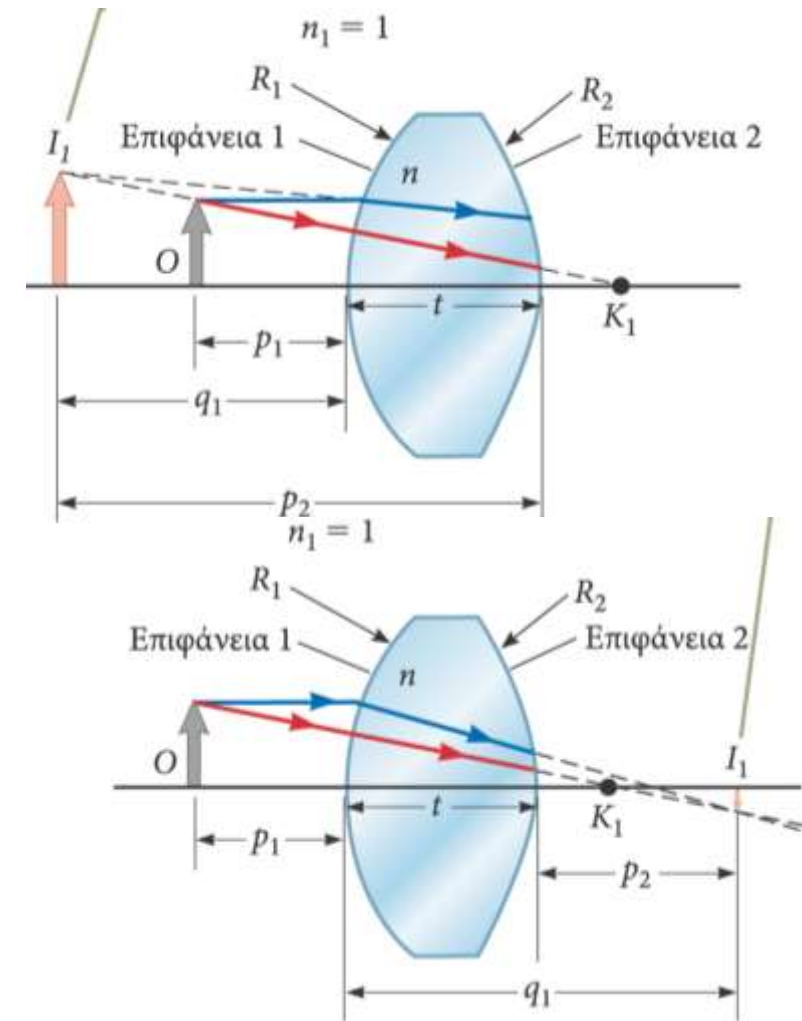 n₁ = 1
R₁
R₂
I₁
Επιφάνεια 1
Επιφάνεια 2
n
O
t
K₁
p₁
q₁
p₂
n₁ = 1
R₁
R₂
Επιφάνεια 1
Επιφάνεια 2
n
O
I₁
t
K₁
p₁
p₂
q₁